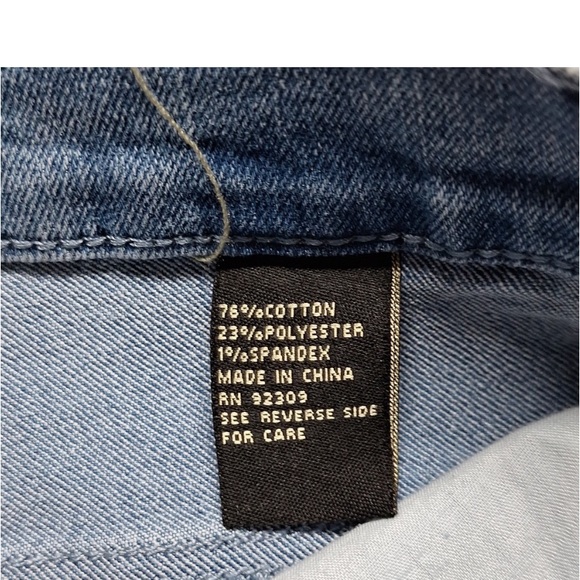 76%COTTON
23%POLYESTER
1%SPANDEX
MADE IN CHINA
RN 92309
SEE REVERSE SIDE
FOR CARE